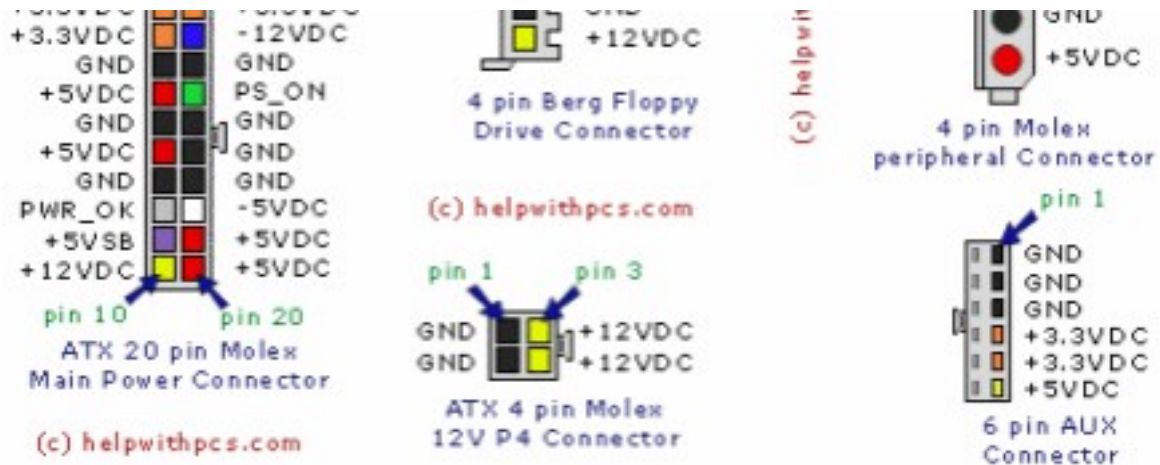 +3.3VDC
-12VDC
GND
GND
+5VDC
PS_ON
GND
GND
+5VDC
GND
GND
GND
PWR_OK
-5VDC
+5VSB
+5VDC
+12VDC
+5VDC
pin 10
pin 20
ATX 20 pin Molex
Main Power Connector
(c) helpwithpcs.com
+12VDC
4 pin Berg Floppy
Drive Connector
(c) helpwithpcs.com
pin 1
pin 3
GND
+12VDC
GND
+12VDC
ATX 4 pin Molex
12V P4 Connector
GND
+5VDC
4 pin Molex
peripheral Connector
pin 1
GND
GND
GND
+3.3VDC
+3.3VDC
+5VDC
6 pin AUX
Connector